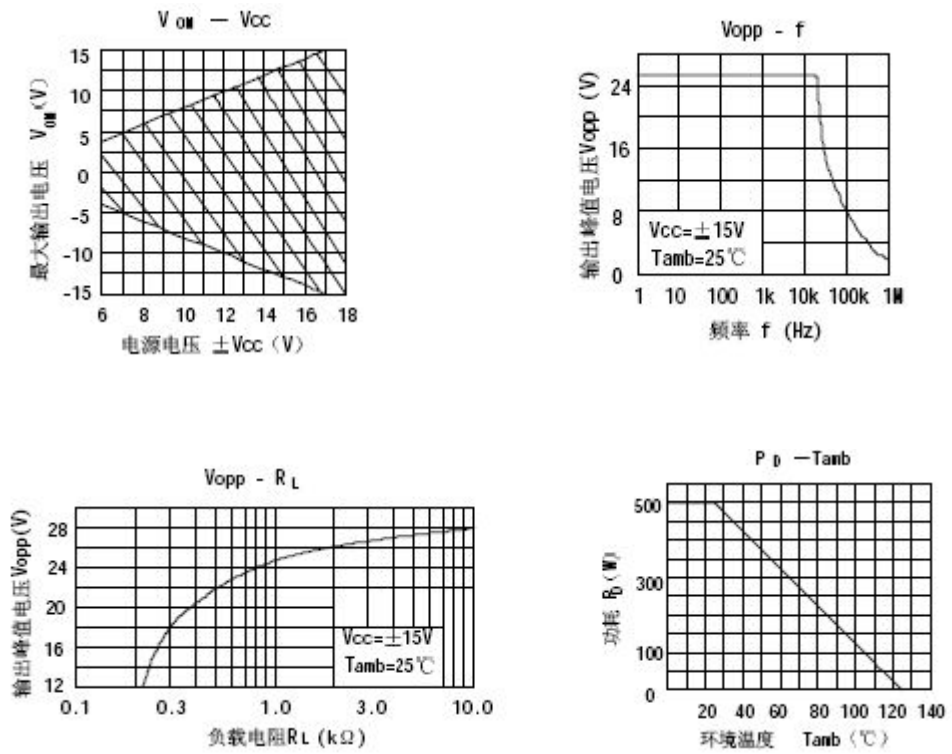 V OM — Vcc
最大输出电压 VOM(V)
15
10
5
0
-5
-10
-15
6 8 10 12 14 16 18
电源电压 ±Vcc（V）
Vopp - f
输出峰值电压Vopp (V)
24
16
8
0
Vcc=±15V
Tamb=25℃
1 10 100 1k 10k 100k 1M
频率 f (Hz)
Vopp - R L
输出峰值电压Vopp(V)
28
24
20
16
12
Vcc=±15V
Tamb=25℃
0.1 0.3 1.0 3.0 10.0
负载电阻RL(kΩ)
P D —Tamb
功耗 PD(W)
500
300
100
0
20 40 60 80 100 120 140
环境温度 Tamb（℃）